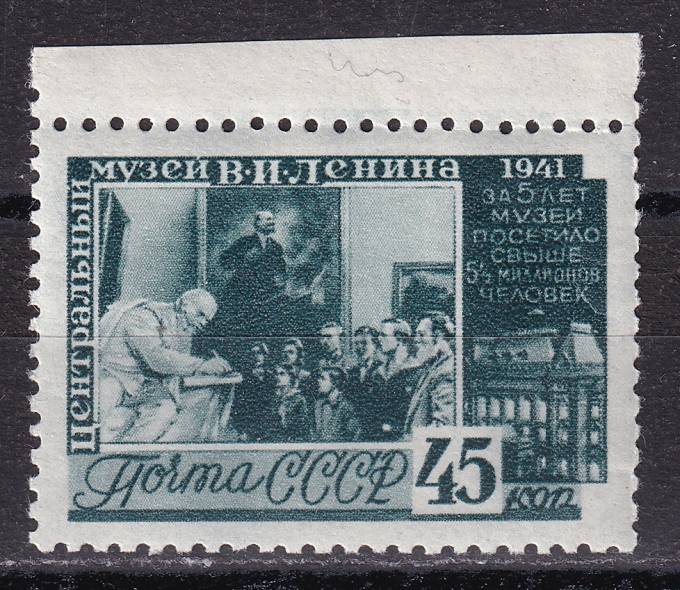 ЦЕНТРАЛЬНЫЙ
МУЗЕЙ В.И.ЛЕНИНА
1941
ЗА 5 ЛЕТ
МУЗЕЙ
ПОСЕТИЛО
СВЫШЕ
5½ МИЛЛИОНОВ
ЧЕЛОВЕК
Почта СССР
45
коп